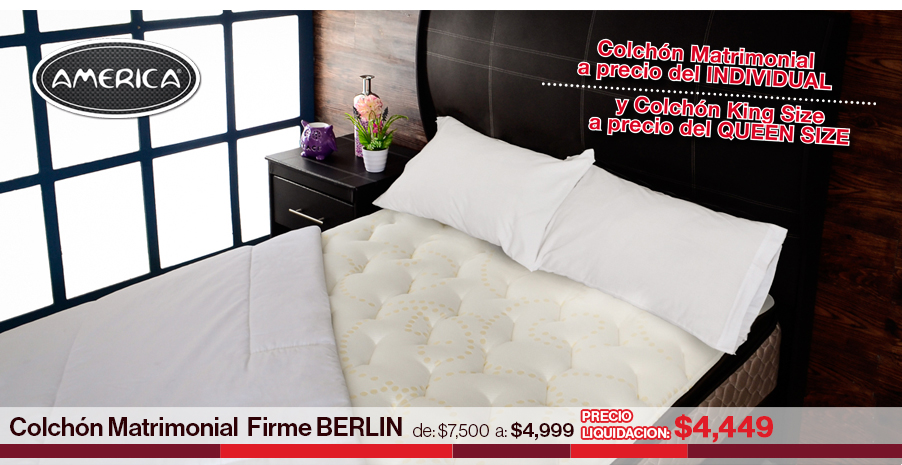 AMERICA
Colchón Matrimonial
a precio del INDIVIDUAL
y Colchón King Size
a precio del QUEEN SIZE
Colchón Matrimonial Firme BERLIN de: $7,500 a: $4,999 PRECIO LIQUIDACION: $4,449